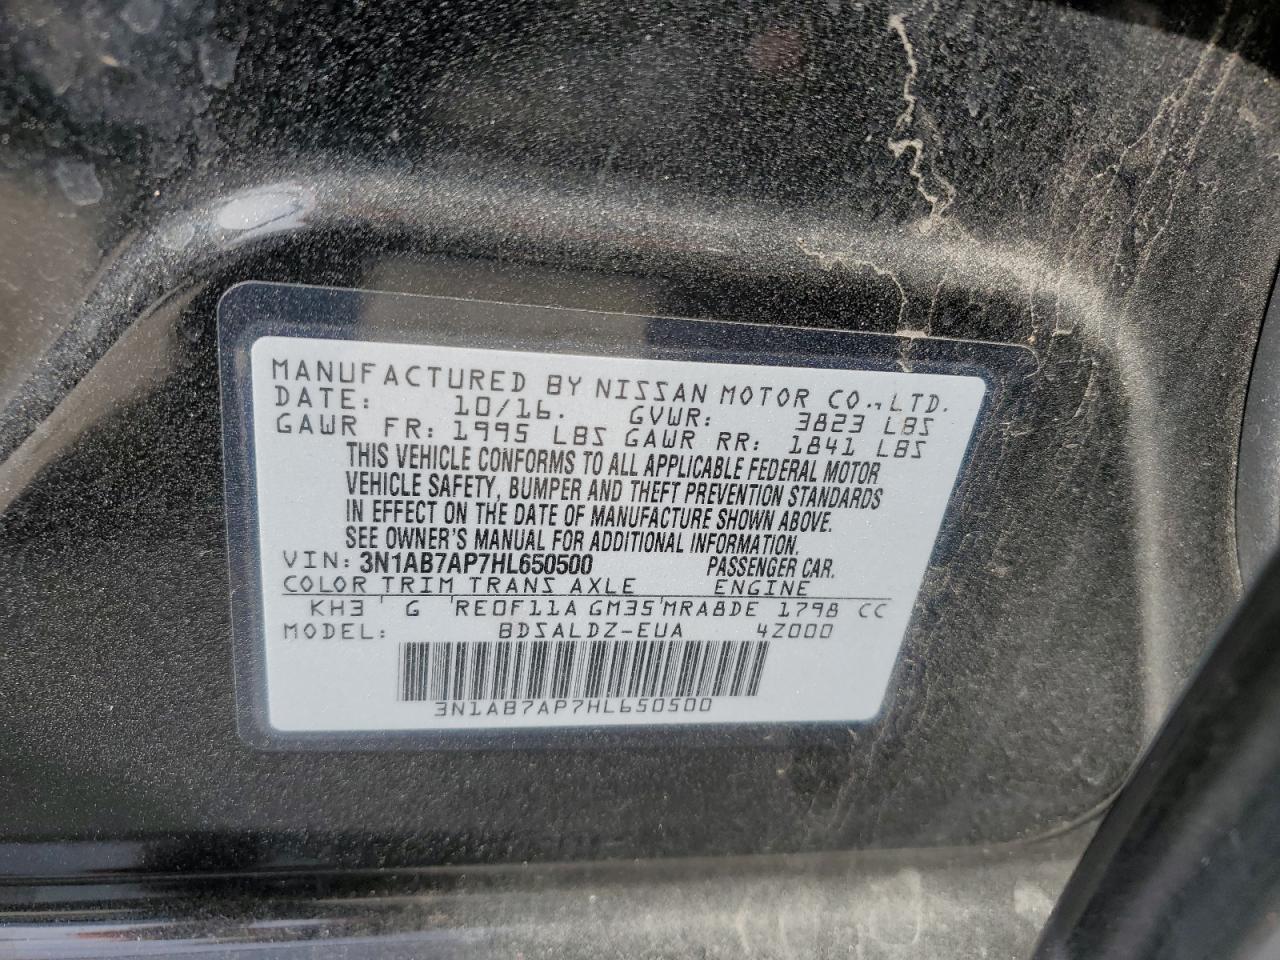 MANUFACTURED BY NISSAN MOTOR CO., LTD.
DATE: 10/16. GVWR: 3823 LBS
GAWR FR: 1995 LBS GAWR RR: 1841 LBS
THIS VEHICLE CONFORMS TO ALL APPLICABLE FEDERAL MOTOR
VEHICLE SAFETY, BUMPER AND THEFT PREVENTION STANDARDS
IN EFFECT ON THE DATE OF MANUFACTURE SHOWN ABOVE.
SEE OWNER'S MANUAL FOR ADDITIONAL INFORMATION.
VIN: 3N1AB7AP7HL650500 PASSENGER CAR.
COLOR TRIM TRANS AXLE ENGINE
KH3 G RE0F11A GM35 MRA8DE 1798 CC
MODEL: BDSALDZ-EUA 4Z000
3N1AB7AP7HL650500